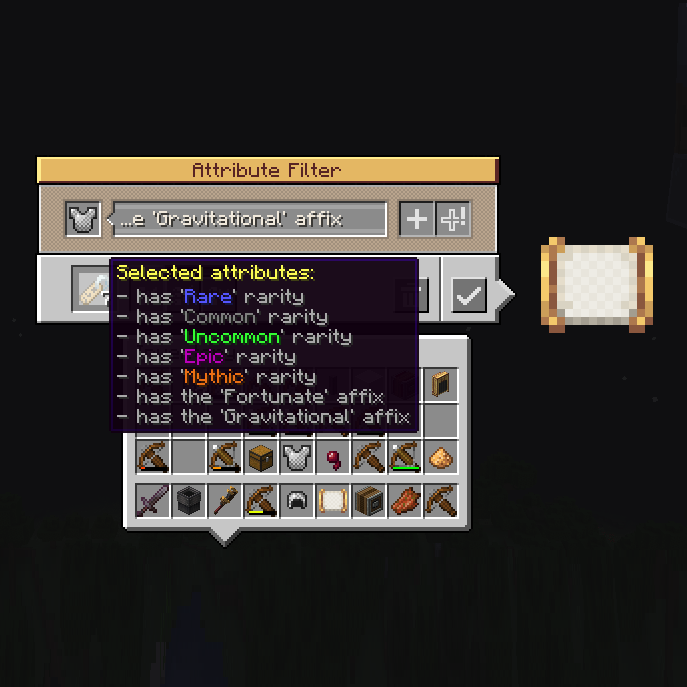 Attribute Filter
...e 'Gravitational' affix
Selected attributes:
- has 'Rare' rarity
- has 'Common' rarity
- has 'Uncommon' rarity
- has 'Epic' rarity
- has 'Mythic' rarity
- has the 'Fortunate' affix
- has the 'Gravitational' affix